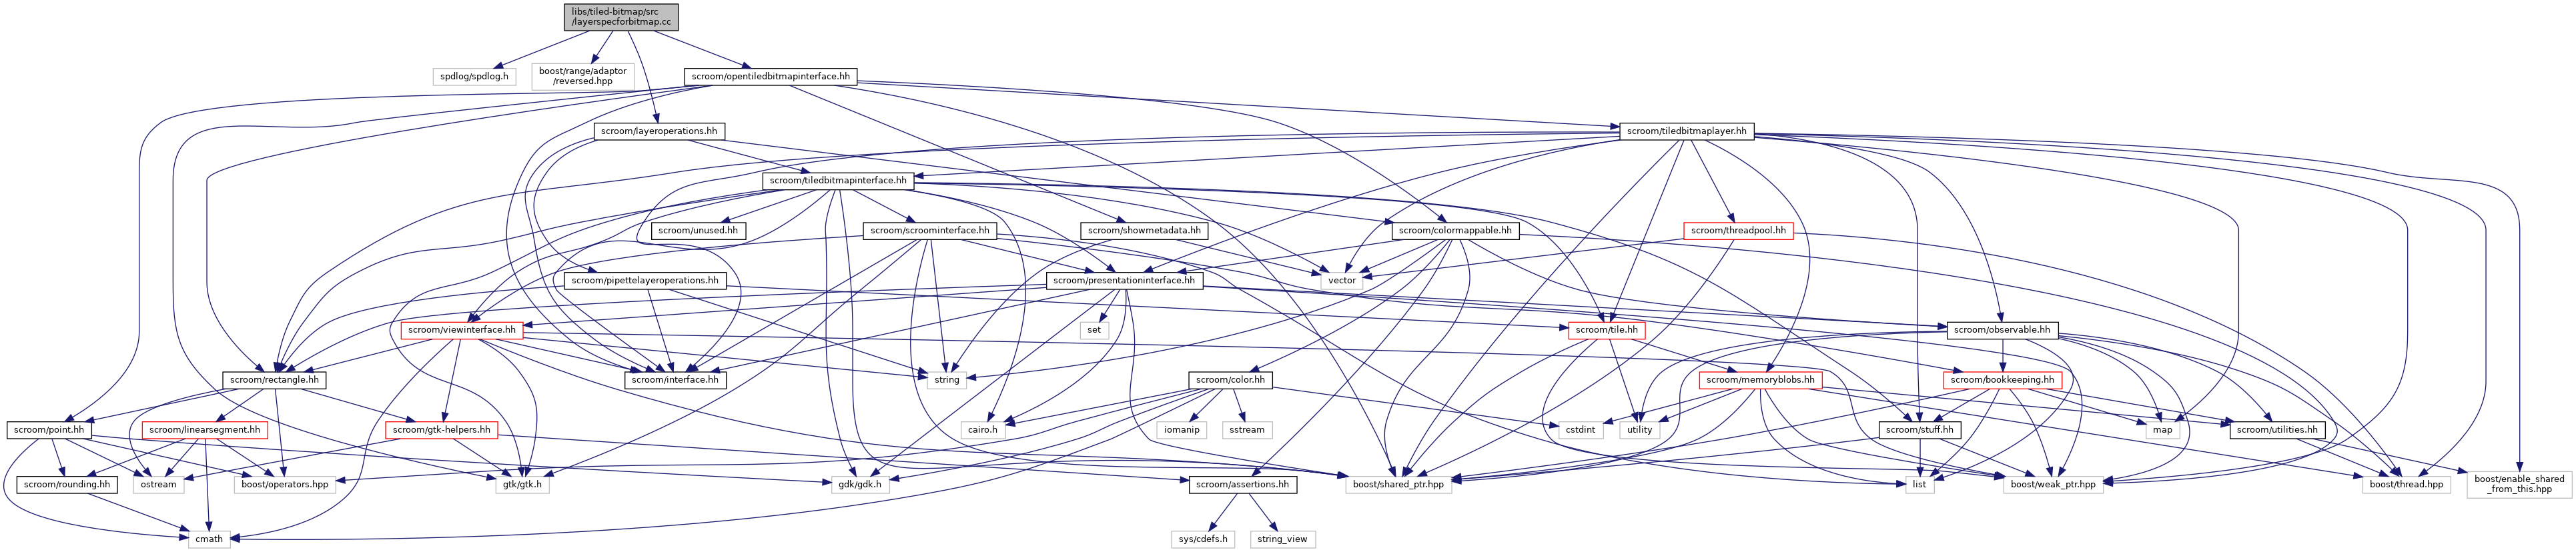 libs/tiled-bitmap/src
/layerspecforbitmap.cc
spdlog/spdlog.h
boost/range/adaptor
/reversed.hpp
scroom/opentiledbitmapinterface.hh
scroom/layeroperations.hh
scroom/tiledbitmaplayer.hh
scroom/tiledbitmapinterface.hh
scroom/unused.hh
scroom/scroominterface.hh
scroom/showmetadata.hh
scroom/colormappable.hh
scroom/threadpool.hh
scroom/pipettelayeroperations.hh
scroom/presentationinterface.hh
vector
scroom/viewinterface.hh
set
scroom/tile.hh
scroom/observable.hh
scroom/rectangle.hh
scroom/interface.hh
string
scroom/color.hh
scroom/memoryblobs.hh
scroom/bookkeeping.hh
scroom/point.hh
scroom/linearsegment.hh
scroom/gtk-helpers.hh
cairo.h
iomanip
sstream
cstdint
utility
scroom/stuff.hh
map
scroom/utilities.hh
scroom/rounding.hh
ostream
boost/operators.hpp
gtk/gtk.h
gdk/gdk.h
scroom/assertions.hh
boost/shared_ptr.hpp
list
boost/weak_ptr.hpp
boost/thread.hpp
boost/enable_shared
_from_this.hpp
cmath
sys/cdefs.h
string_view